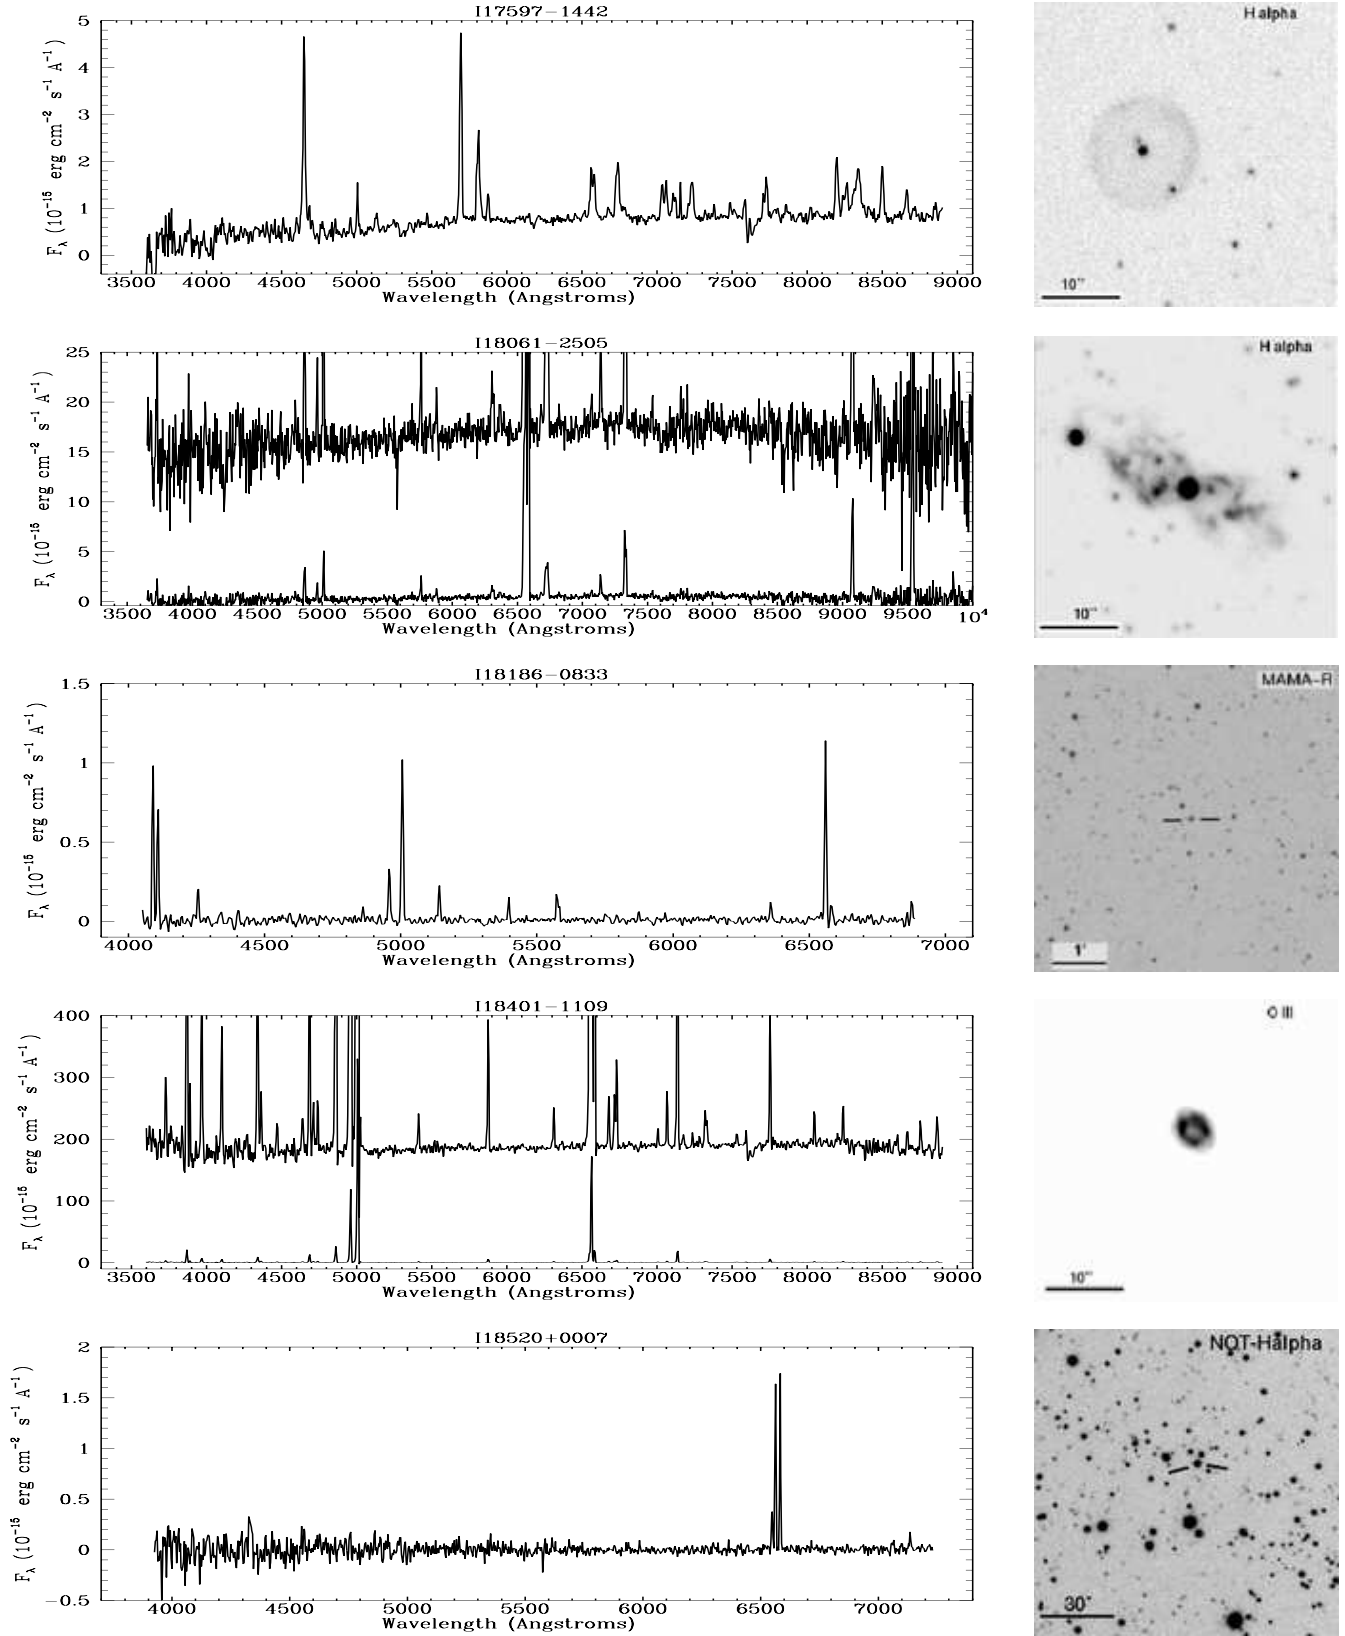 I17597−1442
5
4
3
2
1
0
F_λ (10^−15 erg cm^−2 s^−1 A^−1)
3500 4000 4500 5000 5500 6000 6500 7000 7500 8000 8500 9000
Wavelength (Angstroms)
H alpha
10"
I18061−2505
25
20
15
10
5
0
F_λ (10^−15 erg cm^−2 s^−1 A^−1)
3500 4000 4500 5000 5500 6000 6500 7000 7500 8000 8500 9000 9500 10^4
Wavelength (Angstroms)
H alpha
10"
I18186−0833
1.5
1
0.5
0
F_λ (10^−15 erg cm^−2 s^−1 A^−1)
4000 4500 5000 5500 6000 6500 7000
Wavelength (Angstroms)
MAMA−R
1'
I18401−1109
400
300
200
100
0
F_λ (10^−15 erg cm^−2 s^−1 A^−1)
3500 4000 4500 5000 5500 6000 6500 7000 7500 8000 8500 9000
Wavelength (Angstroms)
O III
10"
I18520+0007
2
1.5
1
0.5
0
−0.5
F_λ (10^−15 erg cm^−2 s^−1 A^−1)
4000 4500 5000 5500 6000 6500 7000
Wavelength (Angstroms)
NOT-Halpha
30"